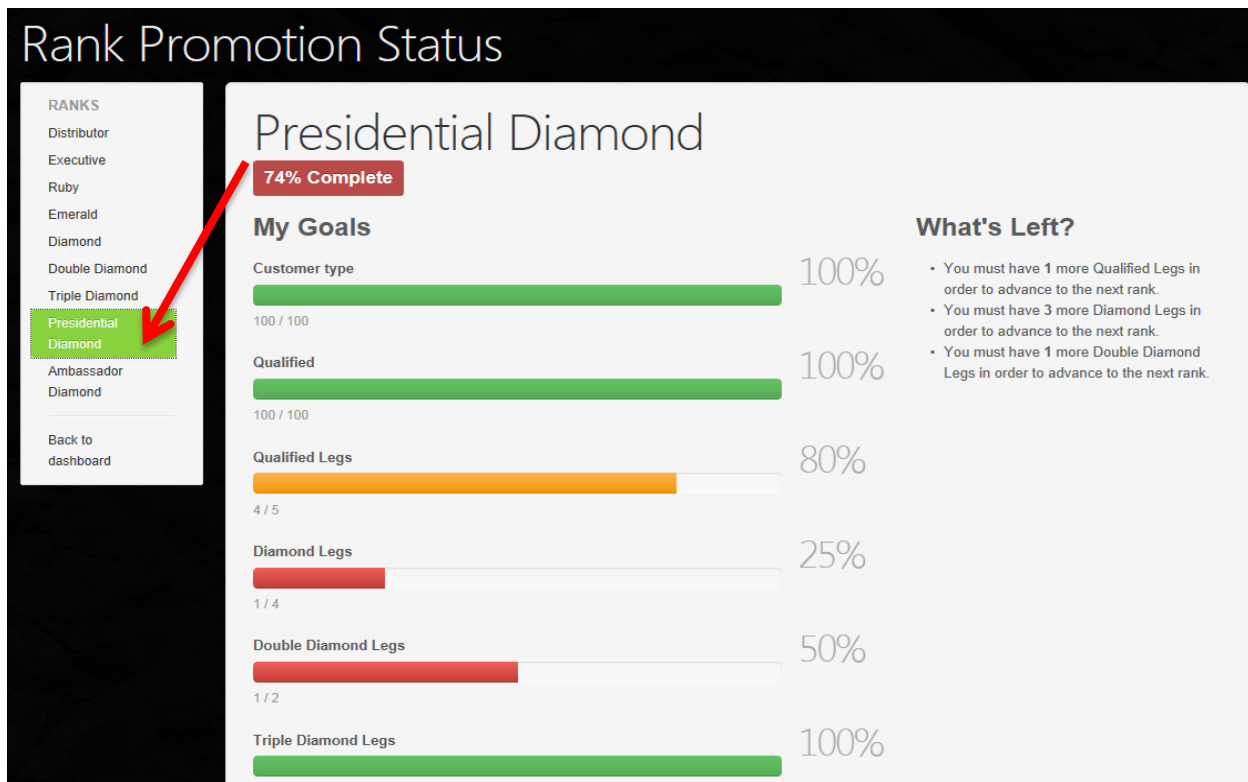 Rank Promotion Status
RANKS
Distributor
Executive
Ruby
Emerald
Diamond
Double Diamond
Triple Diamond
Presidential
Diamond
Ambassador
Diamond
Back to
dashboard
Presidential Diamond
74% Complete
My Goals
Customer type
100%
100 / 100
Qualified
100%
100 / 100
Qualified Legs
80%
4 / 5
Diamond Legs
25%
1 / 4
Double Diamond Legs
50%
1 / 2
Triple Diamond Legs
100%
What's Left?
• You must have 1 more Qualified Legs in
order to advance to the next rank.
• You must have 3 more Diamond Legs in
order to advance to the next rank.
• You must have 1 more Double Diamond
Legs in order to advance to the next rank.